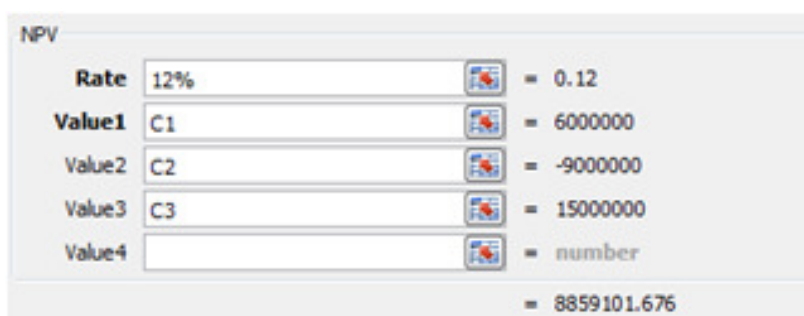 NPV
Rate 12% = 0.12
Value1 C1 = 6000000
Value2 C2 = -9000000
Value3 C3 = 15000000
Value4 = number
= 8859101.676